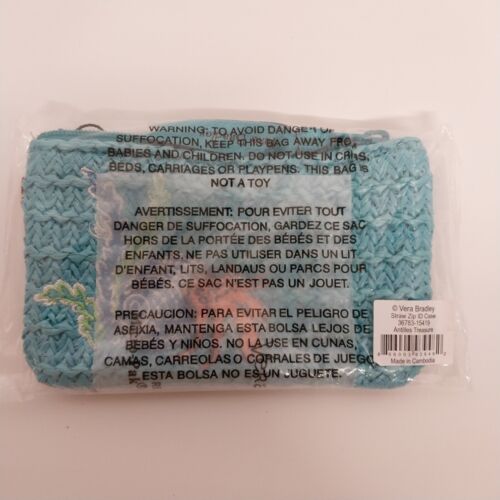 WARNING: TO AVOID DANGER OF
SUFFOCATION, KEEP THIS BAG AWAY FROM
BABIES AND CHILDREN. DO NOT USE IN CRIBS,
BEDS, CARRIAGES OR PLAYPENS. THIS BAG IS
NOT A TOY
AVERTISSEMENT: POUR EVITER TOUT
DANGER DE SUFFOCATION, GARDEZ CE SAC
HORS DE LA PORTÉE DES BÉBÉS ET DES
ENFANTS. NE PAS UTILISER DANS UN LIT
D'ENFANT, LITS, LANDAUS OU PARCS POUR
BÉBÉS. CE SAC N'EST PAS UN JOUET.
PRECAUCION: PARA EVITAR EL PELIGRO DE
ASFIXIA, MANTENGA ESTA BOLSA LEJOS DE
BEBÉS Y NIÑOS. NO LA USE EN CUNAS,
CAMAS, CARREOLAS O CORRALES DE JUEGO.
ESTA BOLSA NO ES UN JUGUETE.
© Vera Bradley
Straw Zip ID Case
36783-15419
Antilles Treasure
Made in Cambodia